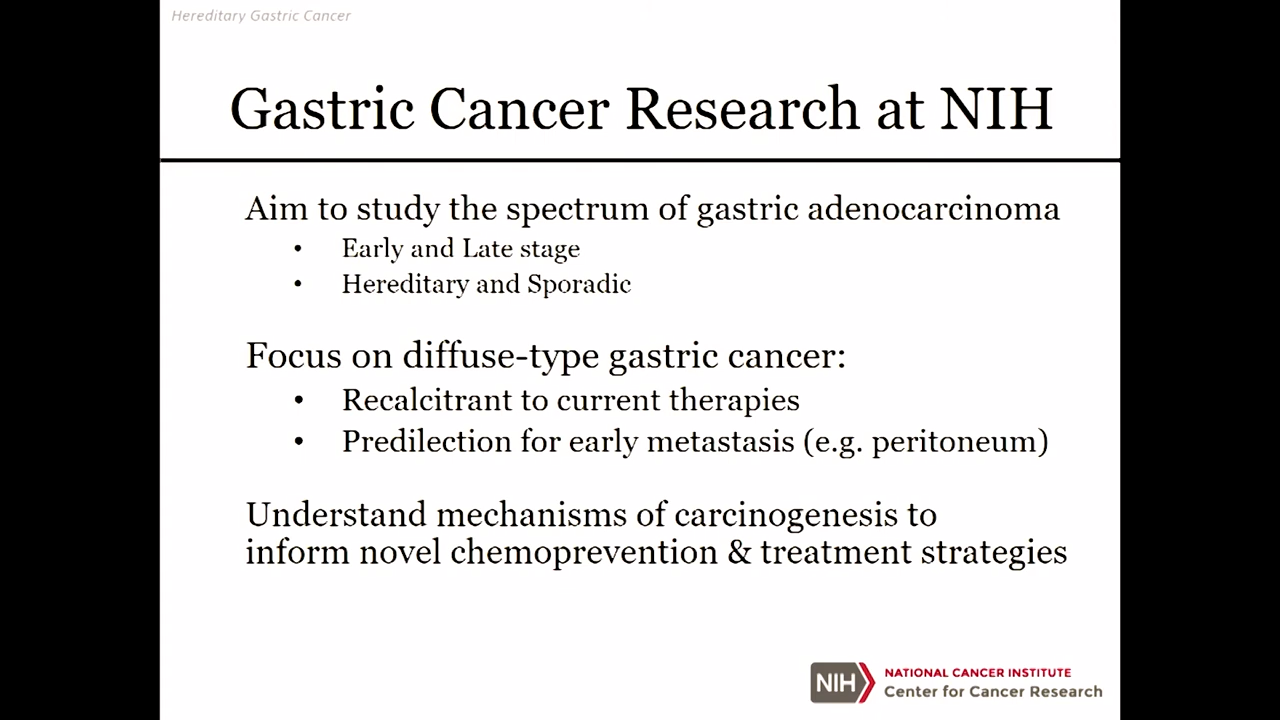 Hereditary Gastric Cancer
Gastric Cancer Research at NIH
Aim to study the spectrum of gastric adenocarcinoma
• Early and Late stage
• Hereditary and Sporadic
Focus on diffuse-type gastric cancer:
• Recalcitrant to current therapies
• Predilection for early metastasis (e.g. peritoneum)
Understand mechanisms of carcinogenesis to
inform novel chemoprevention & treatment strategies
NIH
NATIONAL CANCER INSTITUTE
Center for Cancer Research